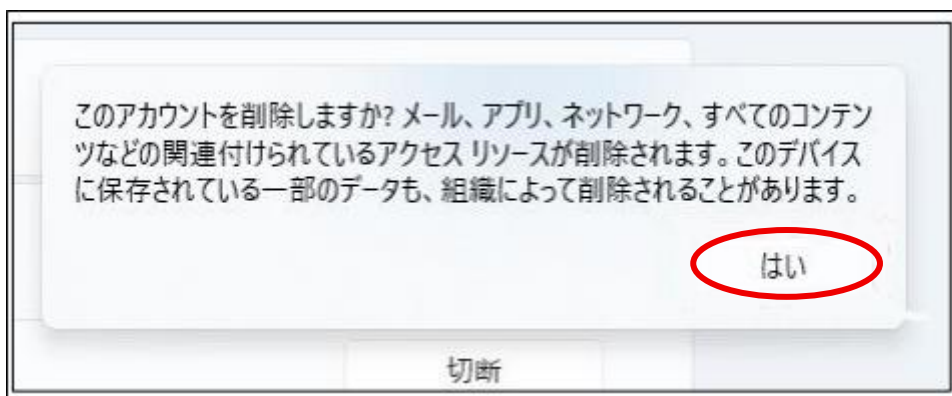 このアカウントを削除しますか? メール、アプリ、ネットワーク、すべてのコンテン
ツなどの関連付けられているアクセス リソースが削除されます。このデバイス
に保存されている一部のデータも、組織によって削除されることがあります。
はい
切断